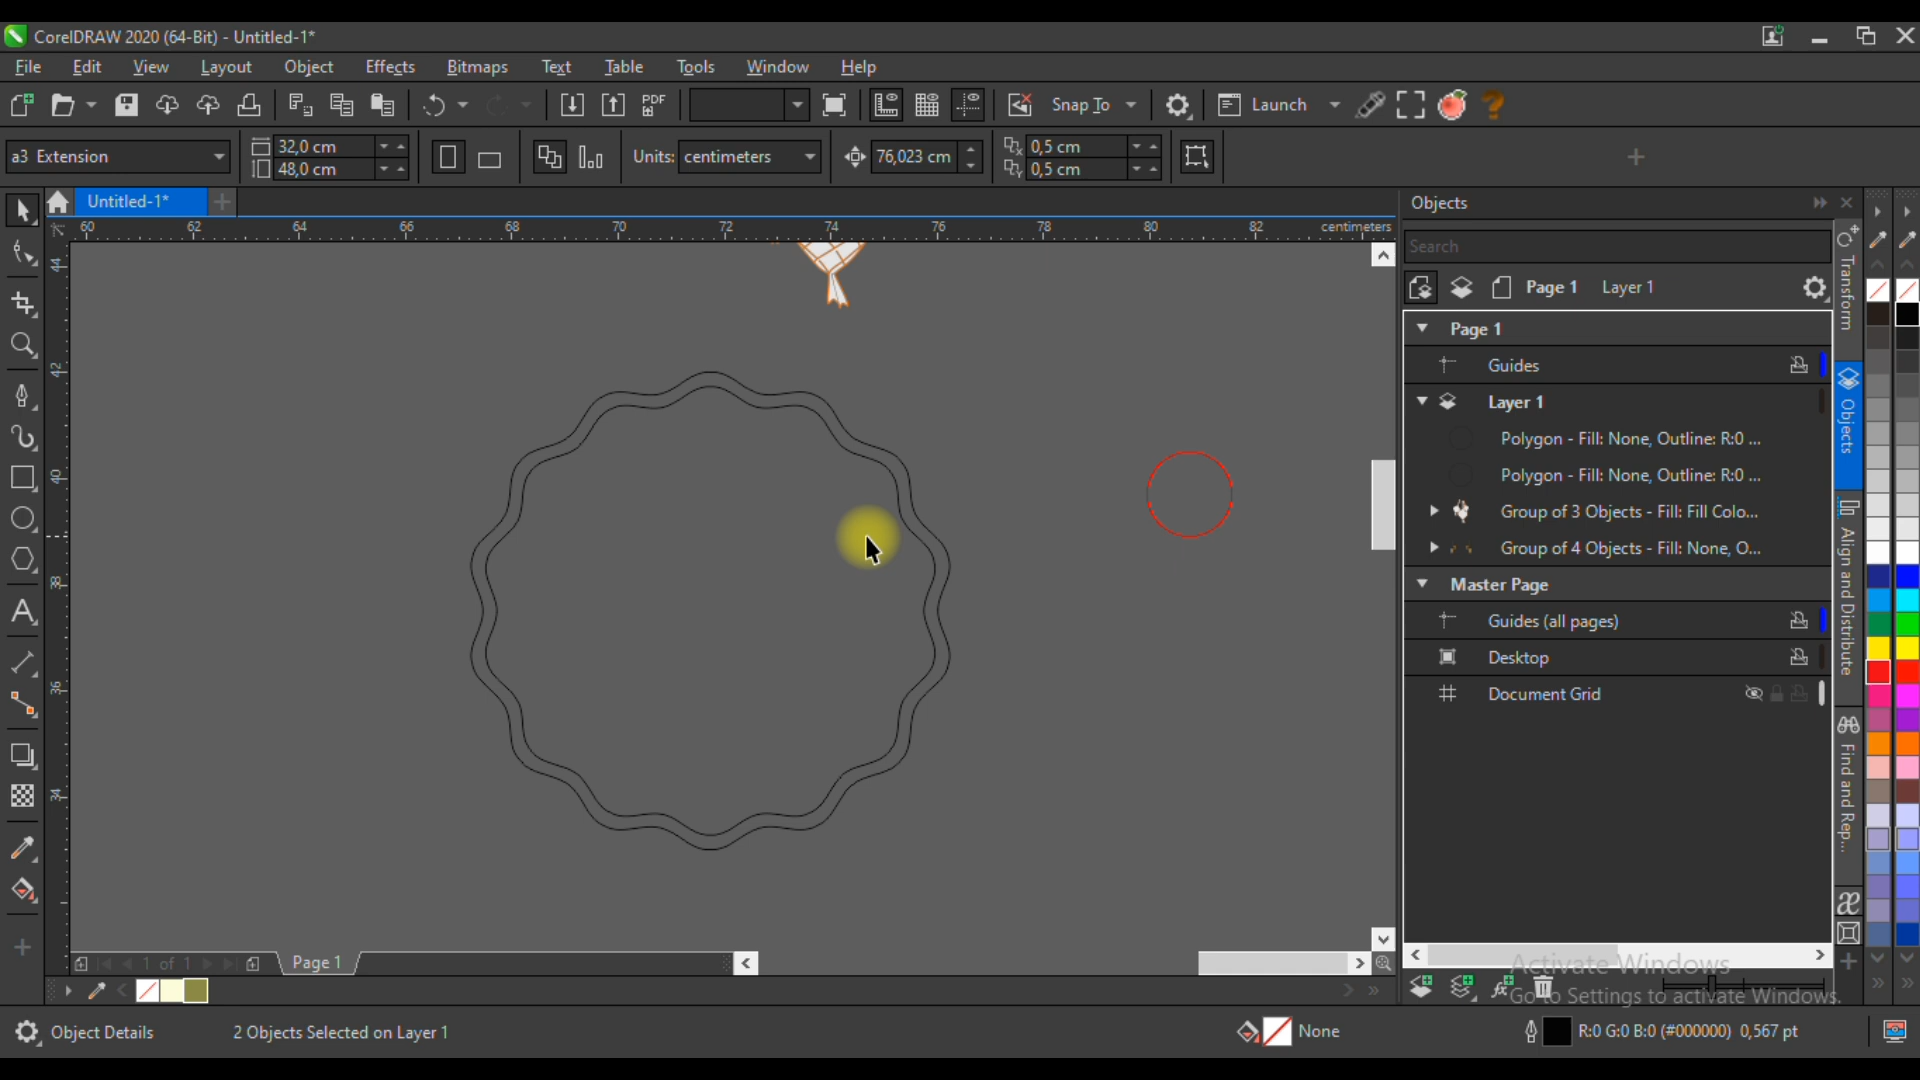 CorelDRAW 2020 (64-Bit) - Untitled-1*
File Edit View Layout Object Effects Bitmaps Text Table Tools Window Help
PDF Snap To Launch
a3 Extension 32,0 cm 48,0 cm Units: centimeters 76,023 cm 0,5 cm 0,5 cm
Untitled-1*
60 62 64 66 68 70 72 74 76 78 80 82 centimeters
44
42
40
38
36
34
Objects
Search
Page 1 Layer 1
Page 1
Guides
Layer 1
Polygon - Fill: None, Outline: R:0 ...
Polygon - Fill: None, Outline: R:0 ...
Group of 3 Objects - Fill: Fill Colo...
Group of 4 Objects - Fill: None, O...
Master Page
Guides (all pages)
Desktop
Document Grid
Transform
Objects
Align and Distribute
Find and Rep...
1 of 1 Page 1
Activate Windows
Go to Settings to activate Windows.
Object Details 2 Objects Selected on Layer 1 None R:0 G:0 B:0 (#000000) 0,567 pt